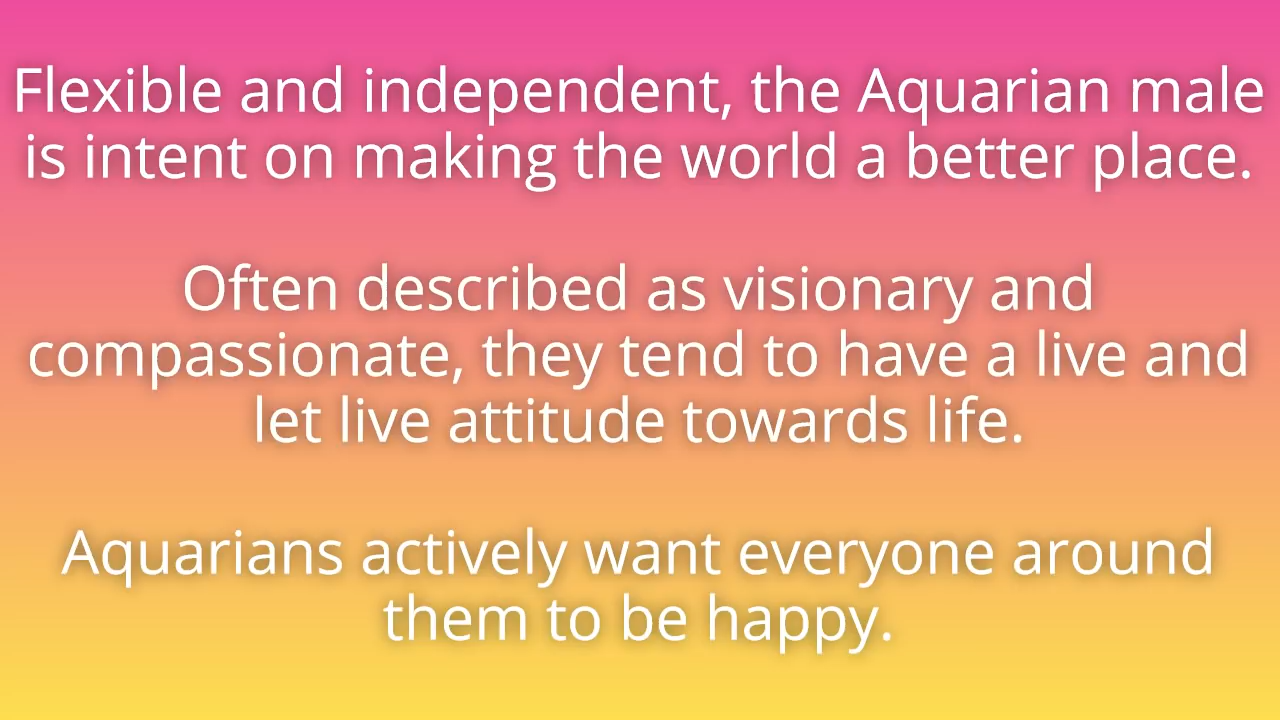 Flexible and independent, the Aquarian male
is intent on making the world a better place.
Often described as visionary and
compassionate, they tend to have a live and
let live attitude towards life.
Aquarians actively want everyone around
them to be happy.